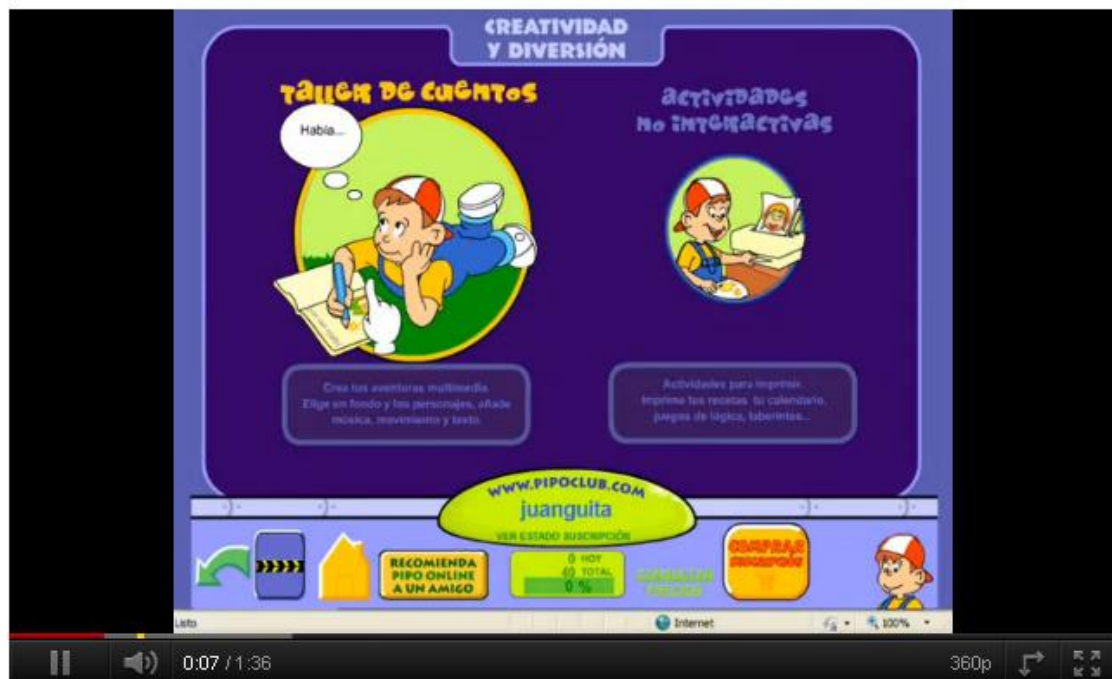 CREATIVIDAD
Y DIVERSIÓN
TALLER DE CUENTOS
Había...
ACTIVIDADES
NO INTERACTIVAS
Crea tus aventuras multimedia.
Elige un fondo y los personajes, añade
música, movimiento y texto.
Actividades para imprimir.
Imprime tus recetas tú calendario,
juegos de lógica, laberintos...
WWW.PIPOCLUB.COM
juanguita
VER ESTADO SUSCRIPCIÓN
RECOMIENDA
PIPO ONLINE
A UN AMIGO
0 HOY
40 TOTAL
0 %
COMPRAR
SUSCRIPCIÓN
Listo
Internet
100%
0:07 / 1:36
360p